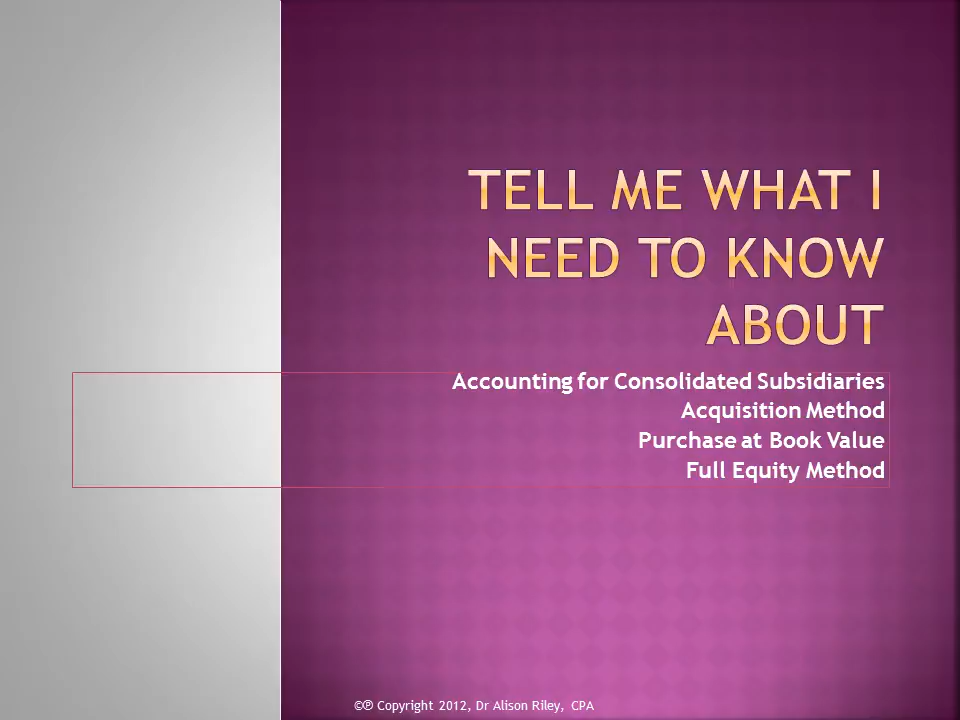 TELL ME WHAT I
NEED TO KNOW
ABOUT
Accounting for Consolidated Subsidiaries
Acquisition Method
Purchase at Book Value
Full Equity Method
©℗ Copyright 2012, Dr Alison Riley, CPA